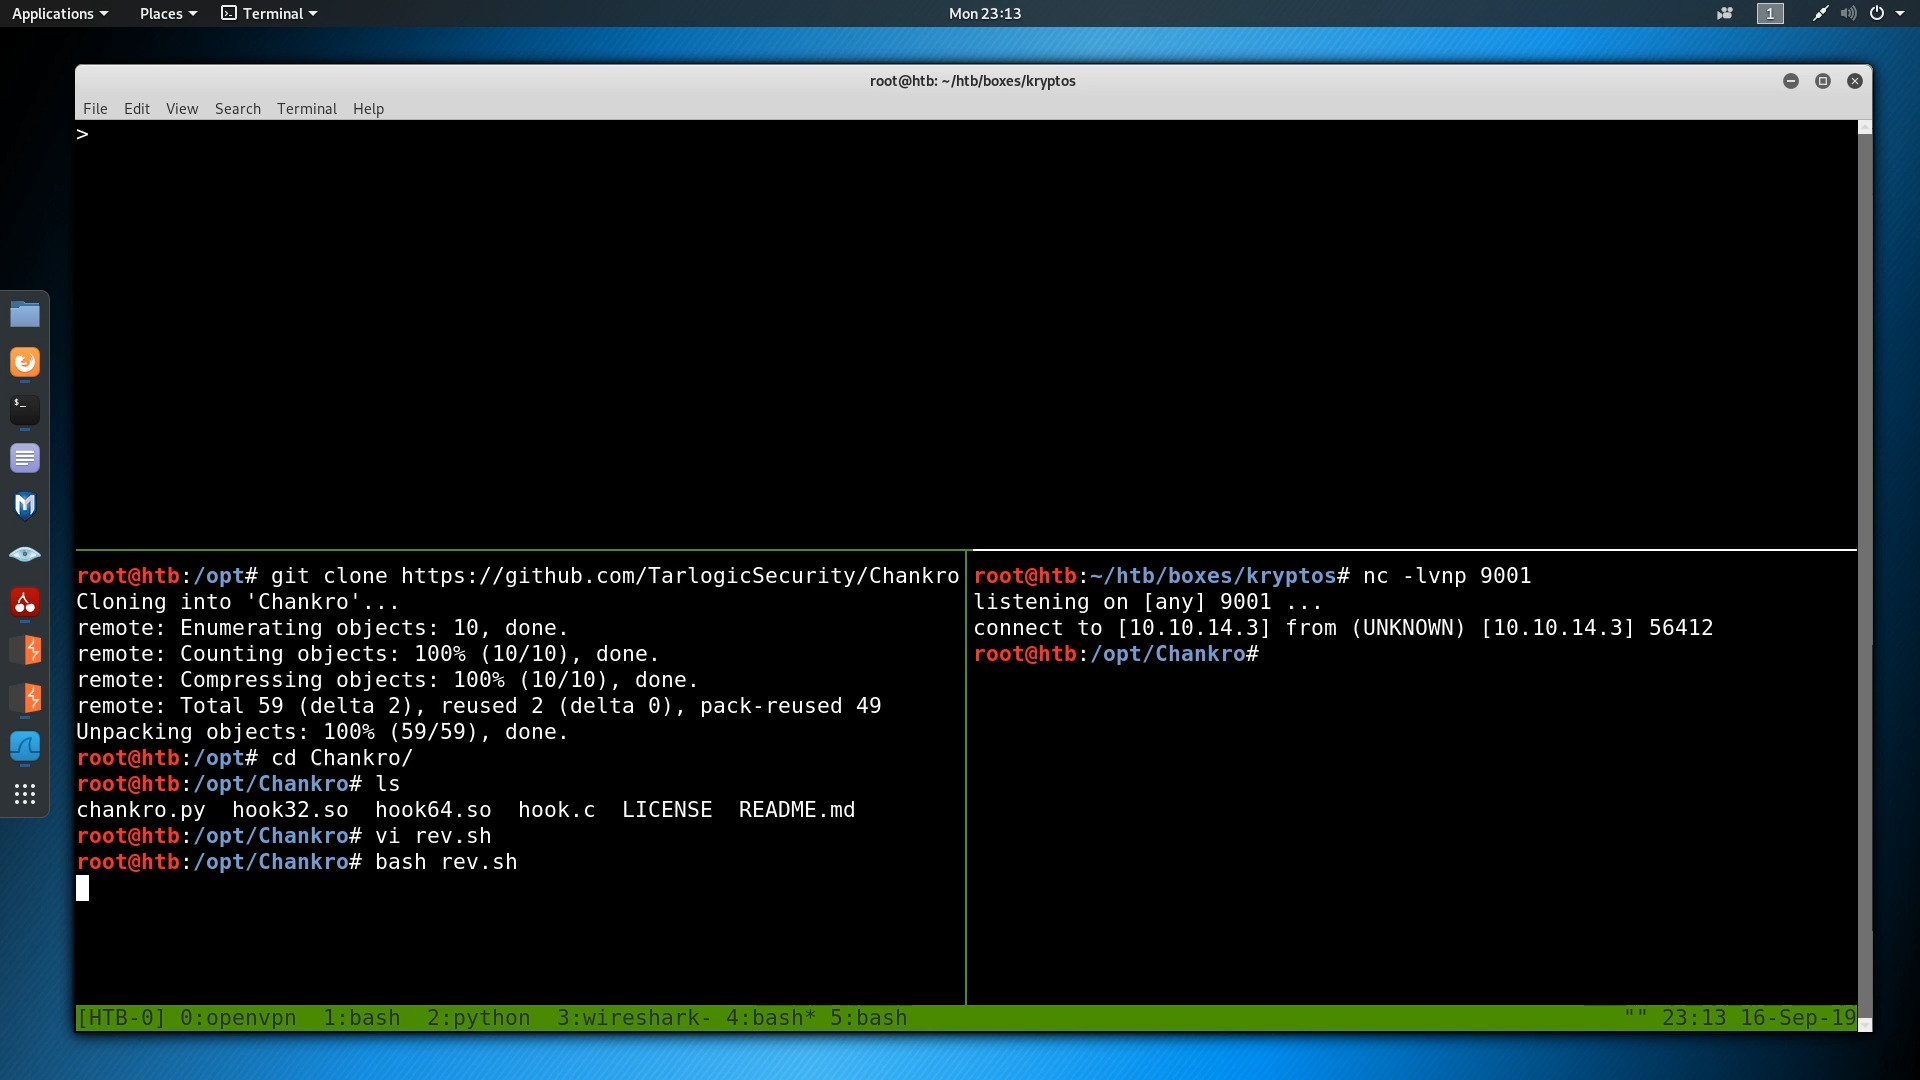 Applications Places Terminal Mon 23:13 1
root@htb: ~/htb/boxes/kryptos
File Edit View Search Terminal Help
>
root@htb:/opt# git clone https://github.com/TarlogicSecurity/Chankro
Cloning into 'Chankro'...
remote: Enumerating objects: 10, done.
remote: Counting objects: 100% (10/10), done.
remote: Compressing objects: 100% (10/10), done.
remote: Total 59 (delta 2), reused 2 (delta 0), pack-reused 49
Unpacking objects: 100% (59/59), done.
root@htb:/opt# cd Chankro/
root@htb:/opt/Chankro# ls
chankro.py hook32.so hook64.so hook.c LICENSE README.md
root@htb:/opt/Chankro# vi rev.sh
root@htb:/opt/Chankro# bash rev.sh
root@htb:~/htb/boxes/kryptos# nc -lvnp 9001
listening on [any] 9001 ...
connect to [10.10.14.3] from (UNKNOWN) [10.10.14.3] 56412
root@htb:/opt/Chankro#
[HTB-0] 0:openvpn 1:bash 2:python 3:wireshark- 4:bash* 5:bash "" 23:13 16-Sep-19